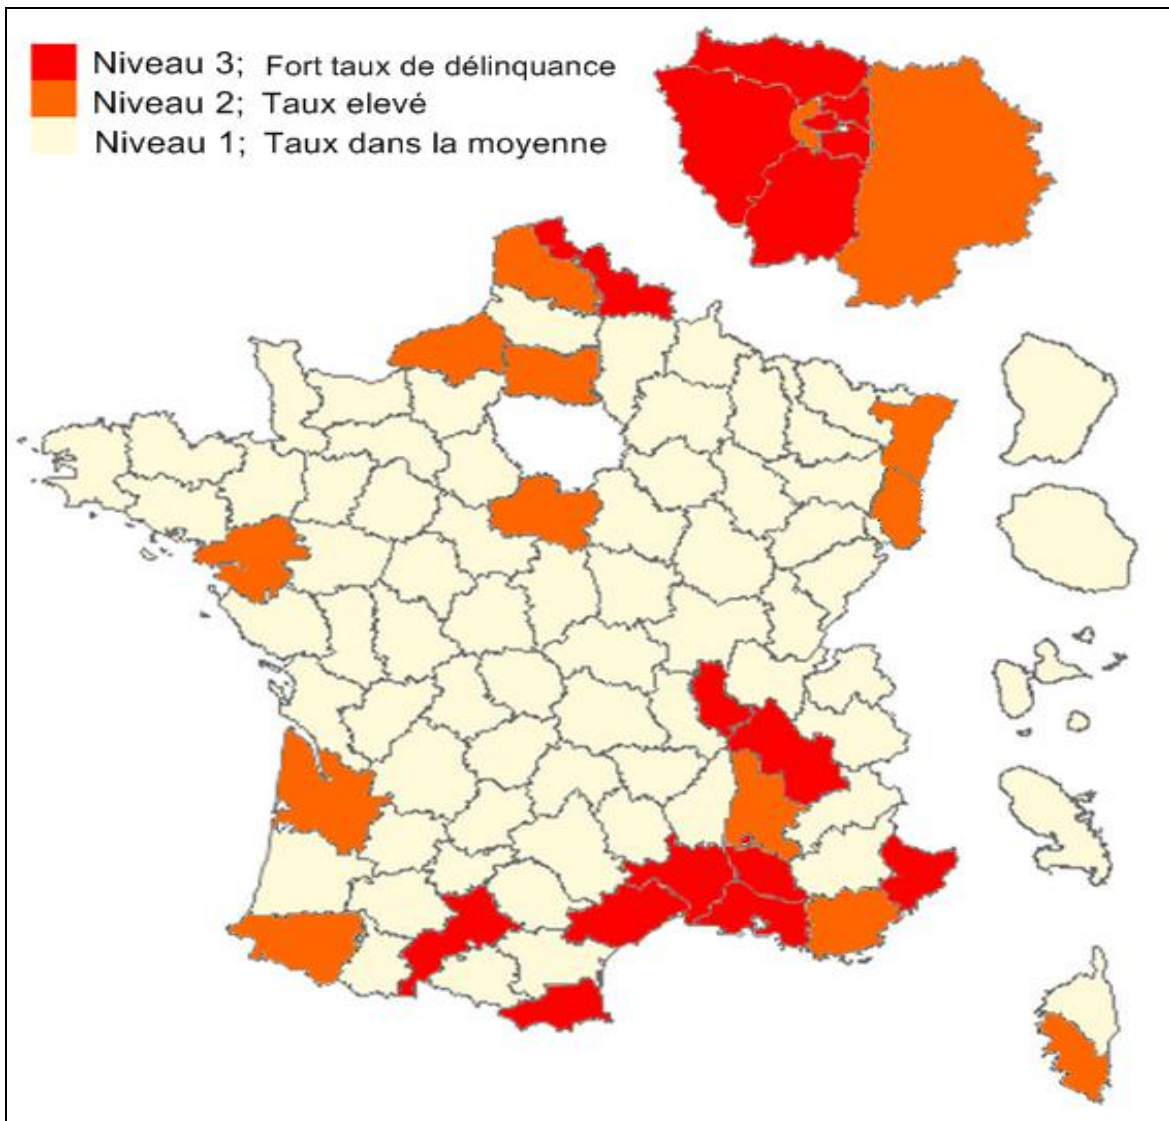 Niveau 3; Fort taux de délinquance
Niveau 2; Taux elevé
Niveau 1; Taux dans la moyenne